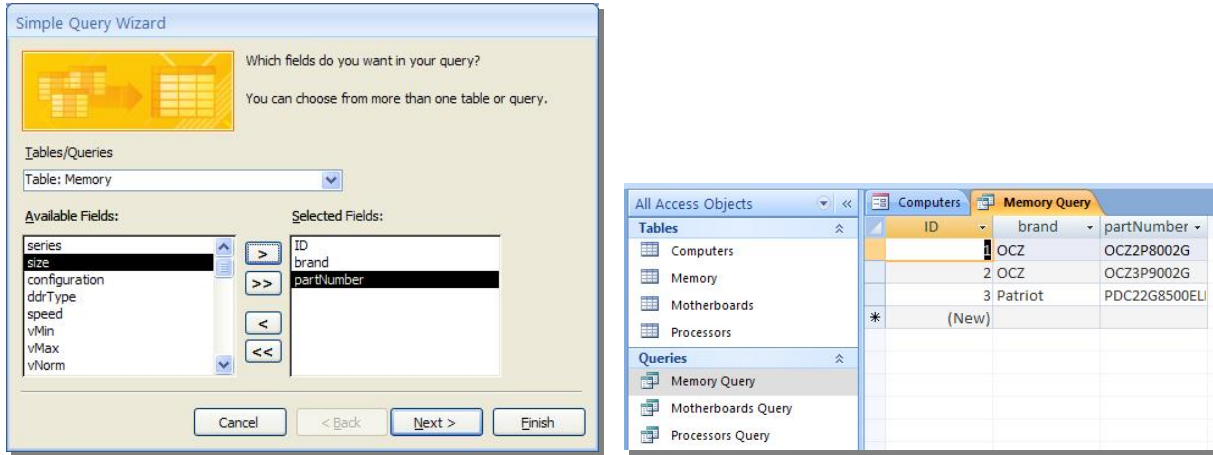 Simple Query Wizard
Which fields do you want in your query?
You can choose from more than one table or query.
Tables/Queries
Table: Memory
Available Fields:
Selected Fields:
series
size
configuration
ddrType
speed
vMin
vMax
vNorm
>
>>
<
<<
ID
brand
partNumber
Cancel
< Back
Next >
Finish
All Access Objects
«
Tables
Computers
Memory
Motherboards
Processors
Queries
Memory Query
Motherboards Query
Processors Query
Computers
Memory Query
ID brand partNumber
1 OCZ OCZ2P8002G
2 OCZ OCZ3P9002G
3 Patriot
* (New)